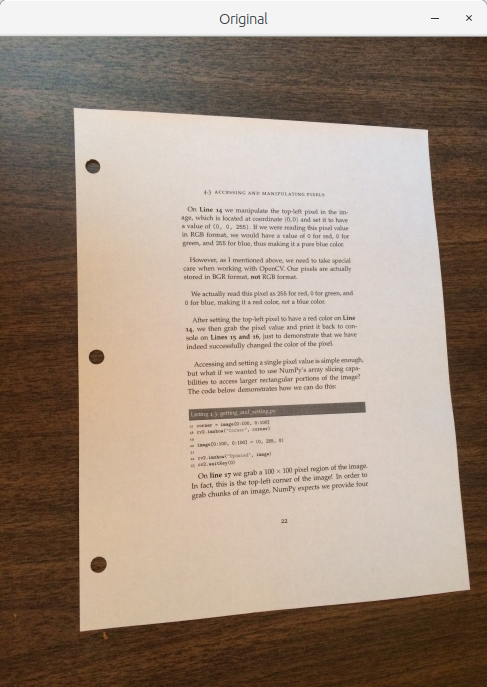 Original
4.3 ACCESSING AND MANIPULATING PIXELS
On Line 14 we manipulate the top-left pixel in the im-
age, which is located at coordinate (0,0) and set it to have
a value of (0, 0, 255). If we were reading this pixel value
in RGB format, we would have a value of 0 for red, 0 for
green, and 255 for blue, thus making it a pure blue color.
However, as I mentioned above, we need to take special
care when working with OpenCV. Our pixels are actually
stored in BGR format, not RGB format.
We actually read this pixel as 255 for red, 0 for green, and
0 for blue, making it a red color, not a blue color.
After setting the top-left pixel to have a red color on Line
14, we then grab the pixel value and print it back to con-
sole on Lines 15 and 16, just to demonstrate that we have
indeed successfully changed the color of the pixel.
Accessing and setting a single pixel value is simple enough,
but what if we wanted to use NumPy's array slicing capa-
bilities to access larger rectangular portions of the image?
The code below demonstrates how we can do this:
Listing 4.3: getting_and_setting.py
17 corner = image[0:100, 0:100]
18 cv2.imshow("Corner", corner)
19
20 image[0:100, 0:100] = (0, 255, 0)
21
22 cv2.imshow("Updated", image)
23 cv2.waitKey(0)
On line 17 we grab a 100 × 100 pixel region of the image.
In fact, this is the top-left corner of the image! In order to
grab chunks of an image, NumPy expects we provide four
22